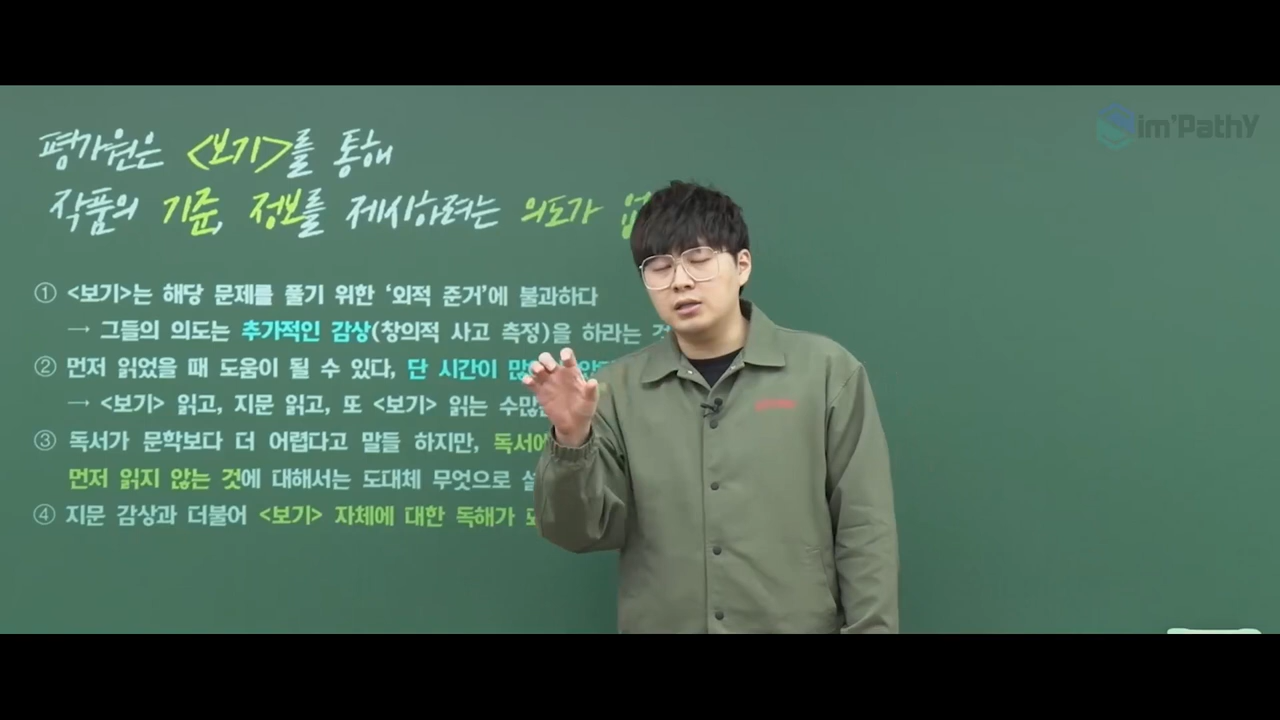 im'PathY
평가원은 <보기>를 통해
작품의 기준, 정보를 제시하려는 의도가
① <보기>는 해당 문제를 풀기 위한 ‘외적 준거’에 불과하다
→ 그들의 의도는 추가적인 감상(창의적 사고 측정)을 하라는 것
② 먼저 읽었을 때 도움이 될 수 있다, 단 시간이
→ <보기> 읽고, 지문 읽고, 또 <보기> 읽는
③ 독서가 문학보다 더 어렵다고 말들 하지만,
먼저 읽지 않는 것에 대해서는 도대체 무엇으로
④ 지문 감상과 더불어 <보기> 자체에 대한 독해가